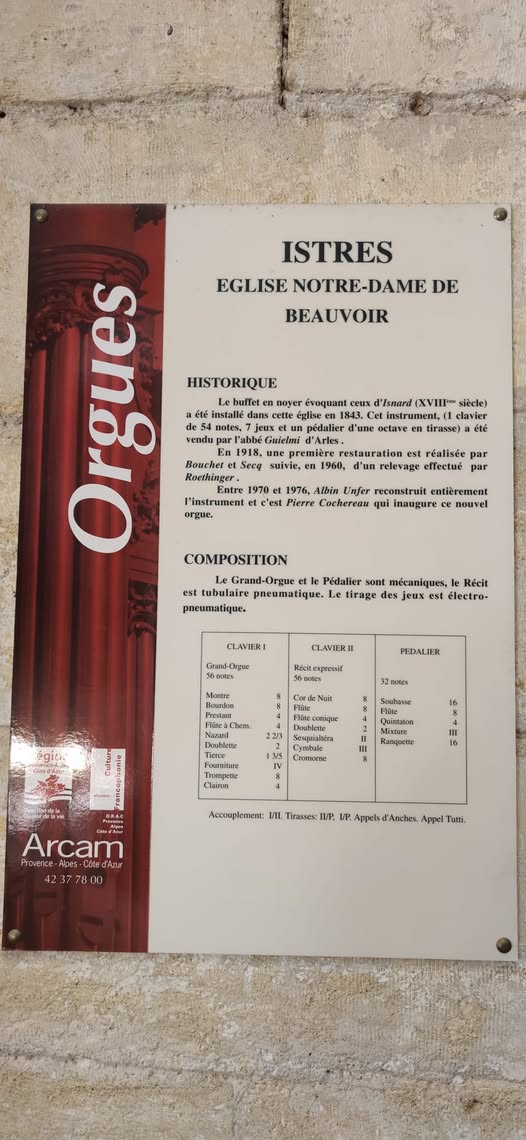 Orgues
ISTRES
EGLISE NOTRE-DAME DE
BEAUVOIR
HISTORIQUE
Le buffet en noyer évoquant ceux d'Isnard (XVIIIème siècle)
a été installé dans cette église en 1843. Cet instrument, (1 clavier
de 54 notes, 7 jeux et un pédalier d'une octave en tirasse) a été
vendu par l'abbé Guielmi d'Arles .
En 1918, une première restauration est réalisée par
Bouchet et Secq suivie, en 1960, d'un relevage effectué par
Roethinger .
Entre 1970 et 1976, Albin Unfer reconstruit entièrement
l'instrument et c'est Pierre Cochereau qui inaugure ce nouvel
orgue.
COMPOSITION
Le Grand-Orgue et le Pédalier sont mécaniques, le Récit
est tubulaire pneumatique. Le tirage des jeux est électro-
pneumatique.
CLAVIER I
Grand-Orgue
56 notes
Montre 8
Bourdon 8
Prestant 4
Flûte à Chem. 4
Nazard 2 2/3
Doublette 2
Tierce 1 3/5
Fourniture IV
Trompette 8
Clairon 4
CLAVIER II
Récit expressif
56 notes
Cor de Nuit 8
Flûte 8
Flûte conique 4
Doublette 2
Sesquialtéra II
Cymbale III
Cromorne 8
PEDALIER
32 notes
Soubasse 16
Flûte 8
Quintaton 4
Mixture III
Ranquette 16
Accouplement: I/II. Tirasses: II/P, I/P. Appels d'Anches. Appel Tutti.
Région
Provence-Alpes
Côte d'Azur
de la vie
Culture
Francophonie
D.R.A.C
Provence
Alpes
Côte d'Azur
Arcam
Provence - Alpes - Côte d'Azur
42 37 78 00